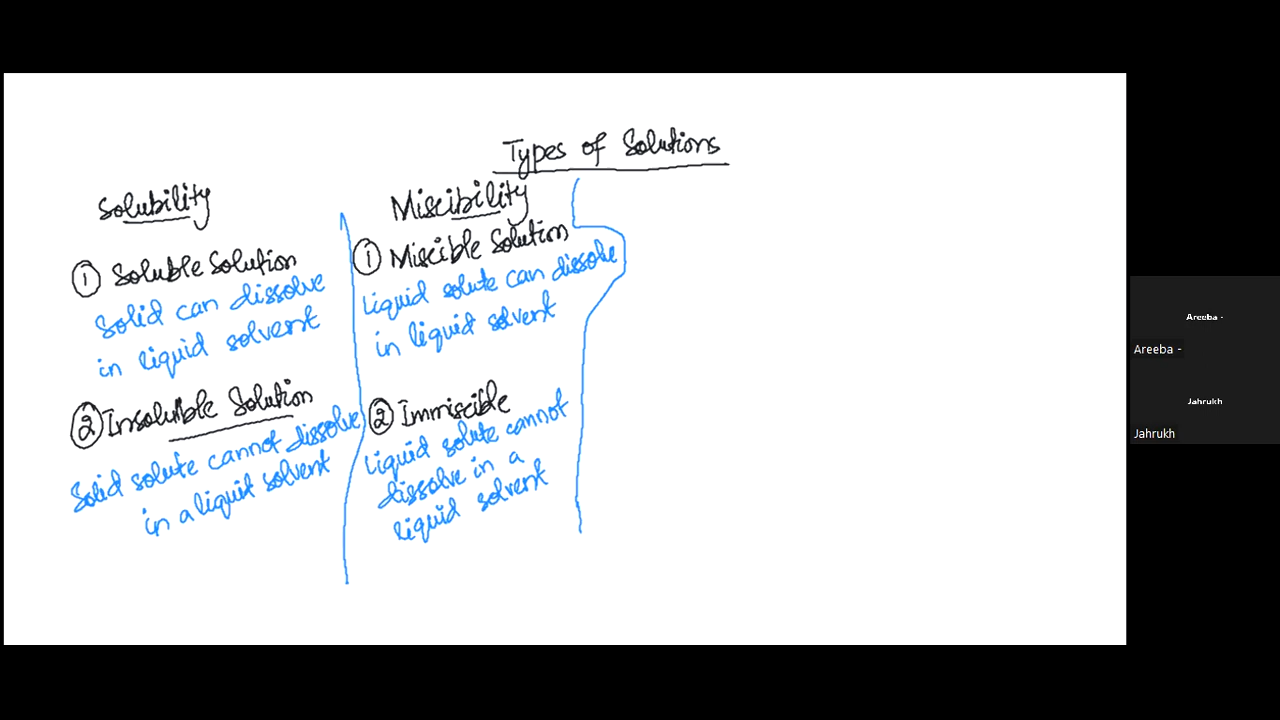 Types of Solutions
Solubility
① Soluble Solution
Solid can dissolve
in liquid solvent
② Insoluble Solution
Solid solute cannot dissolve
in a liquid solvent
Miscibility
① Miscible Solution
Liquid solute can dissolve
in liquid solvent
② Immiscible
Liquid solute cannot
dissolve in a
liquid solvent
Areeba -
Areeba -
Jahrukh
Jahrukh